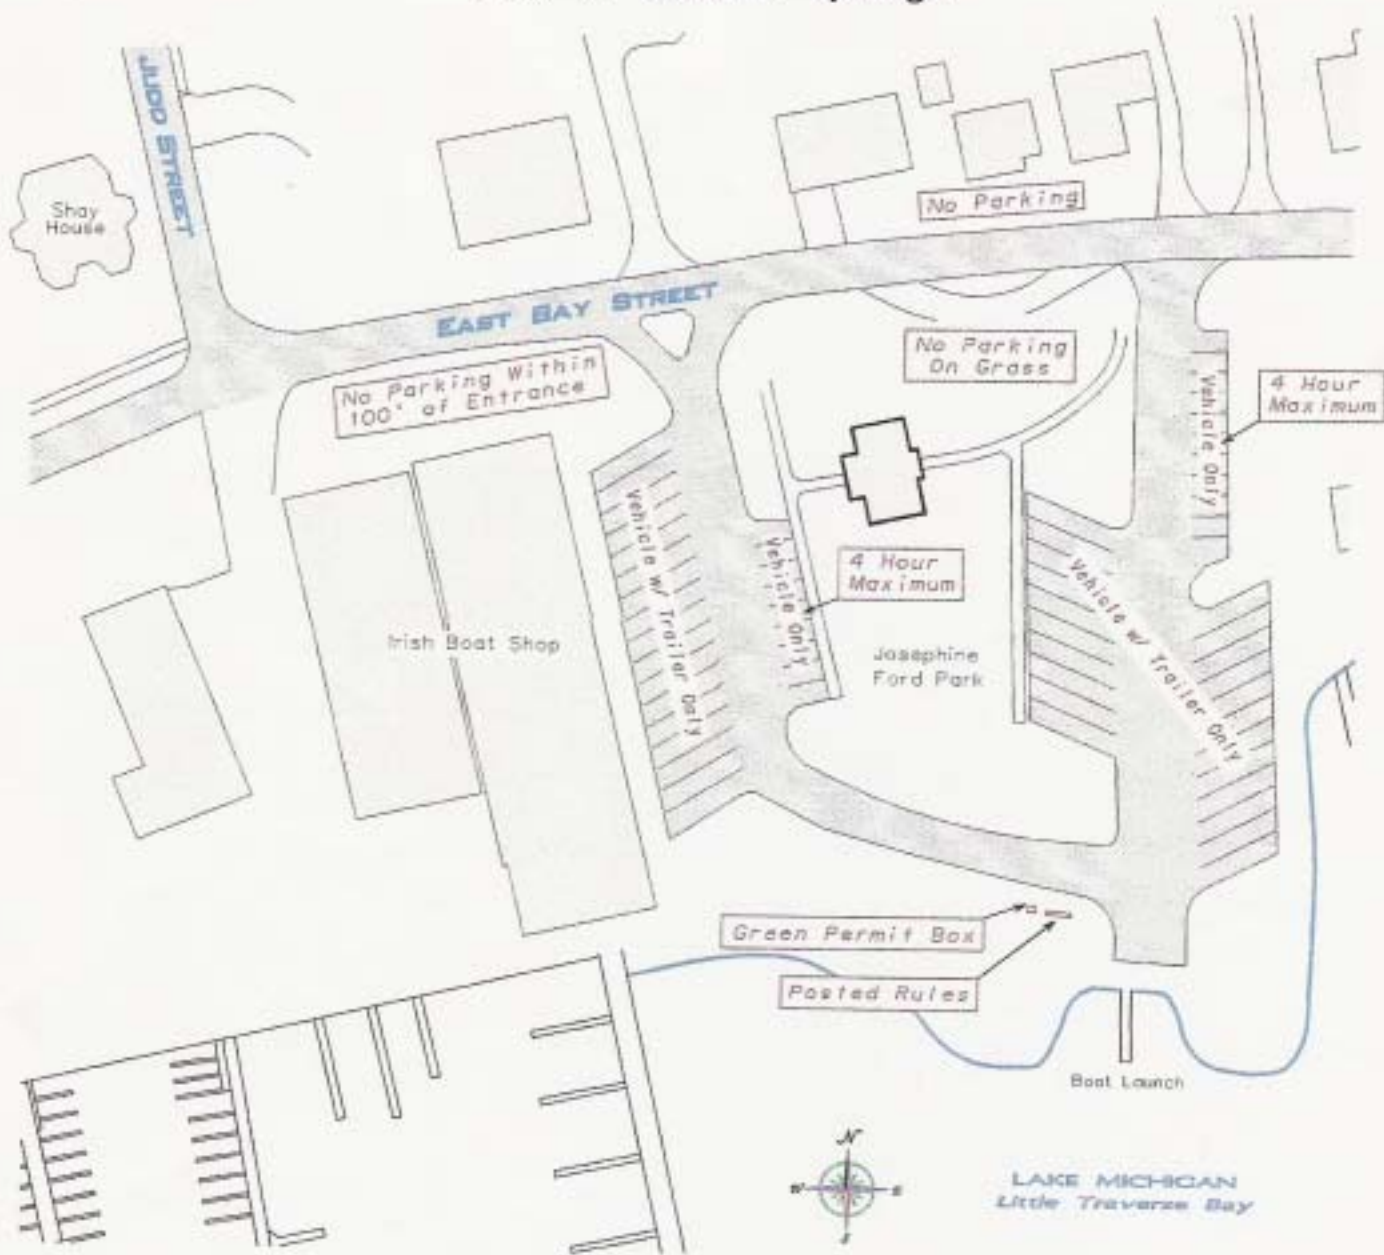 JUDD STREET
Shay
House
No Parking
EAST BAY STREET
No Parking Within
100' of Entrance
No Parking
On Grass
4 Hour
Maximum
Vehicle Only
Vehicle w/ Trailer Only
Vehicle Only
4 Hour
Maximum
Vehicle w/ Trailer Only
Irish Boat Shop
Josephine
Ford Park
Green Permit Box
Posted Rules
Boat Launch
N
W
E
S
LAKE MICHIGAN
Little Traverse Bay